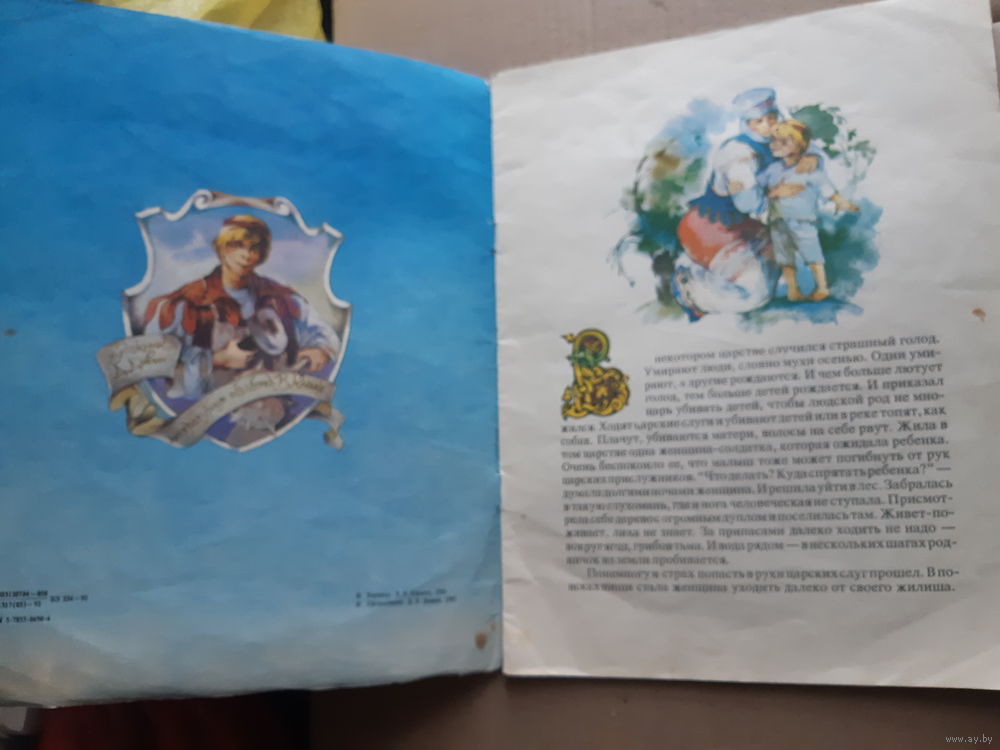 некотором царстве случился страшный голод.
Умирают люди, словно мухи осенью. Одни уми-
рают, а другие рождаются. И чем больше лютует
голод, тем больше детей рождается. И приказал
царь убивать детей, чтобы людской род не мно-
жился. Ходят царские слуги и убивают детей или в реке топят, как
собак. Плачут, убиваются матери, волосы на себе рвут. Жила в
том царстве одна женщина-солдатка, которая ожидала ребенка.
Очень беспокоило ее, что малыш тоже может погибнуть от рук
царских прислужников. "Что делать? Куда спрятать ребенка?" —
думала долгими ночами женщина. И решила уйти в лес. Забралась
в такую глухомань, где и нога человеческая не ступала. Присмот-
рела себе дерево с огромным дуплом и поселилась там. Живет-по-
живает, лиха не знает. За припасами далеко ходить не надо —
вокруг ягод, грибов тьма. И вода рядом — в нескольких шагах род-
ничок из земли пробивается.
Понемногу и страх попасть в руки царских слуг прошел. В по-
исках пищи стала женщина уходить далеко от своего жилища.
www.ay.by